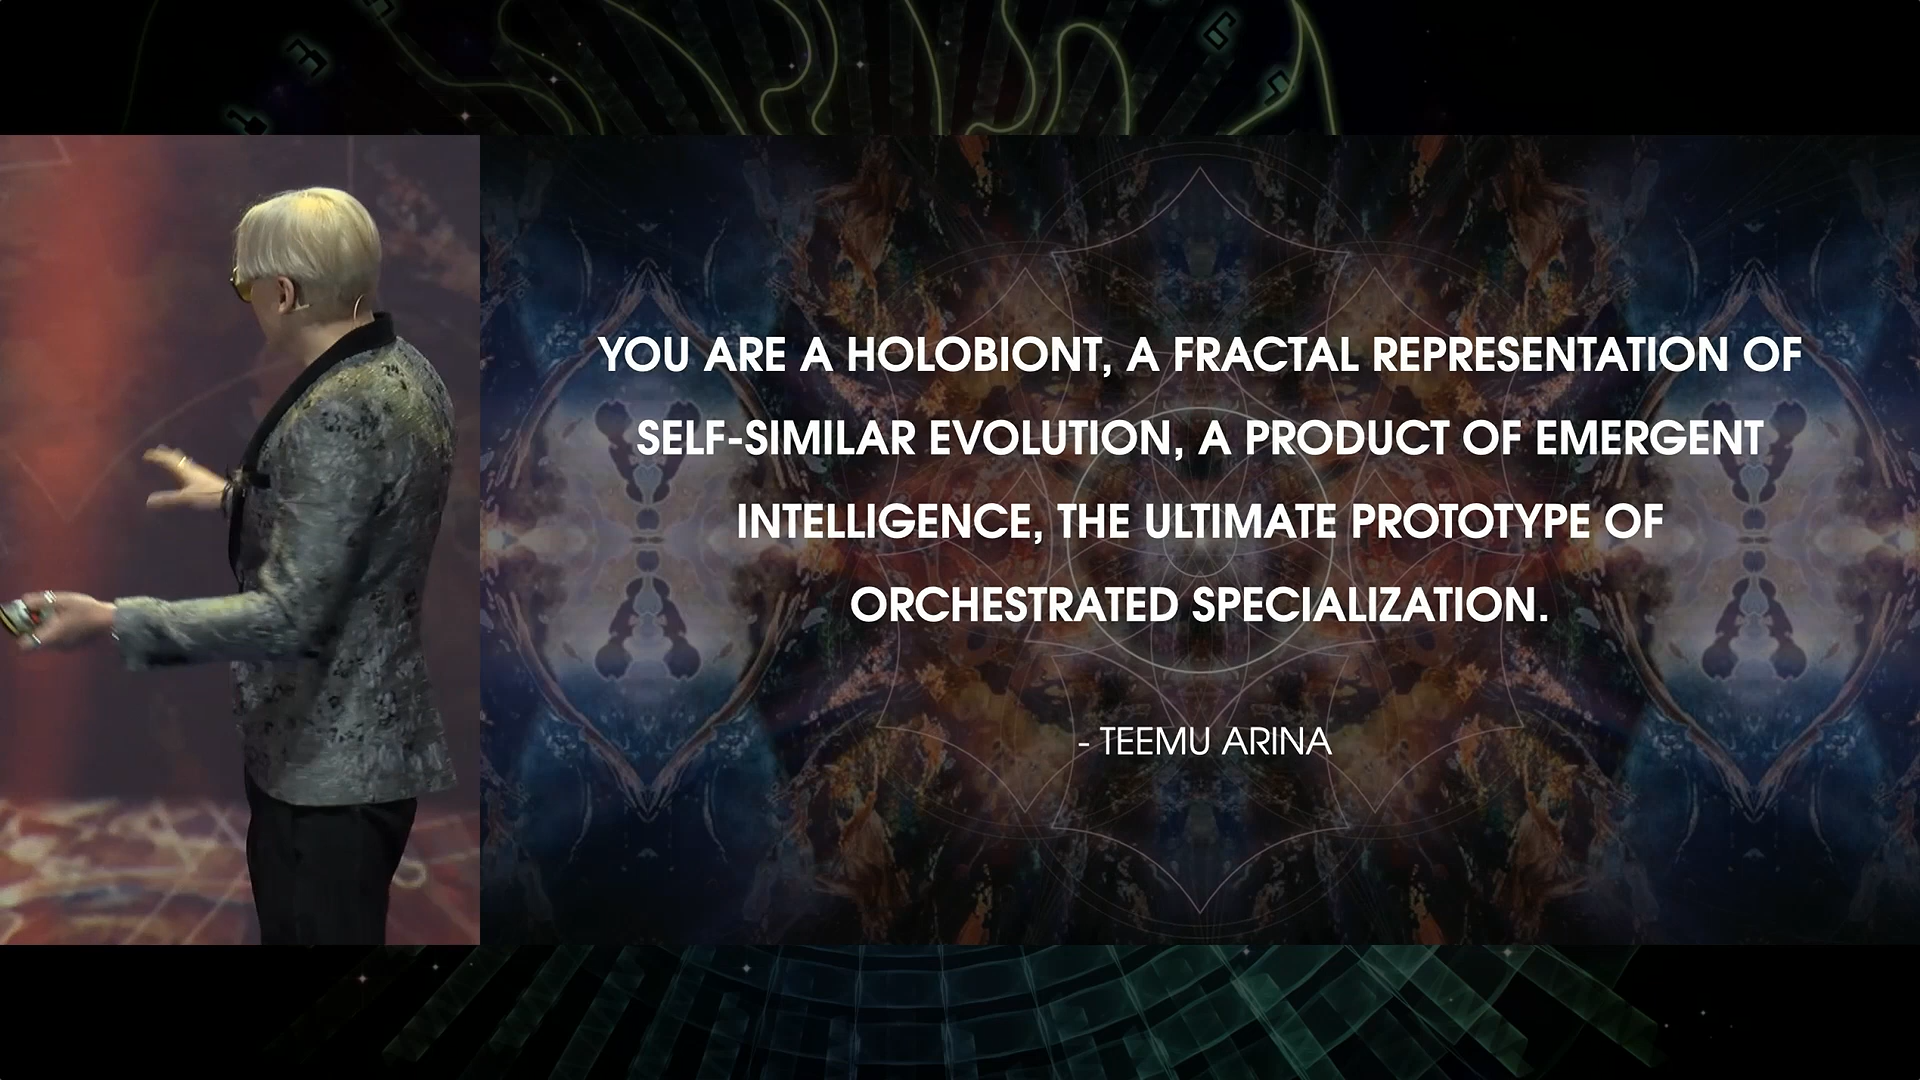 YOU ARE A HOLOBIONT, A FRACTAL REPRESENTATION OF
SELF-SIMILAR EVOLUTION, A PRODUCT OF EMERGENT
INTELLIGENCE, THE ULTIMATE PROTOTYPE OF
ORCHESTRATED SPECIALIZATION.
- TEEMU ARINA